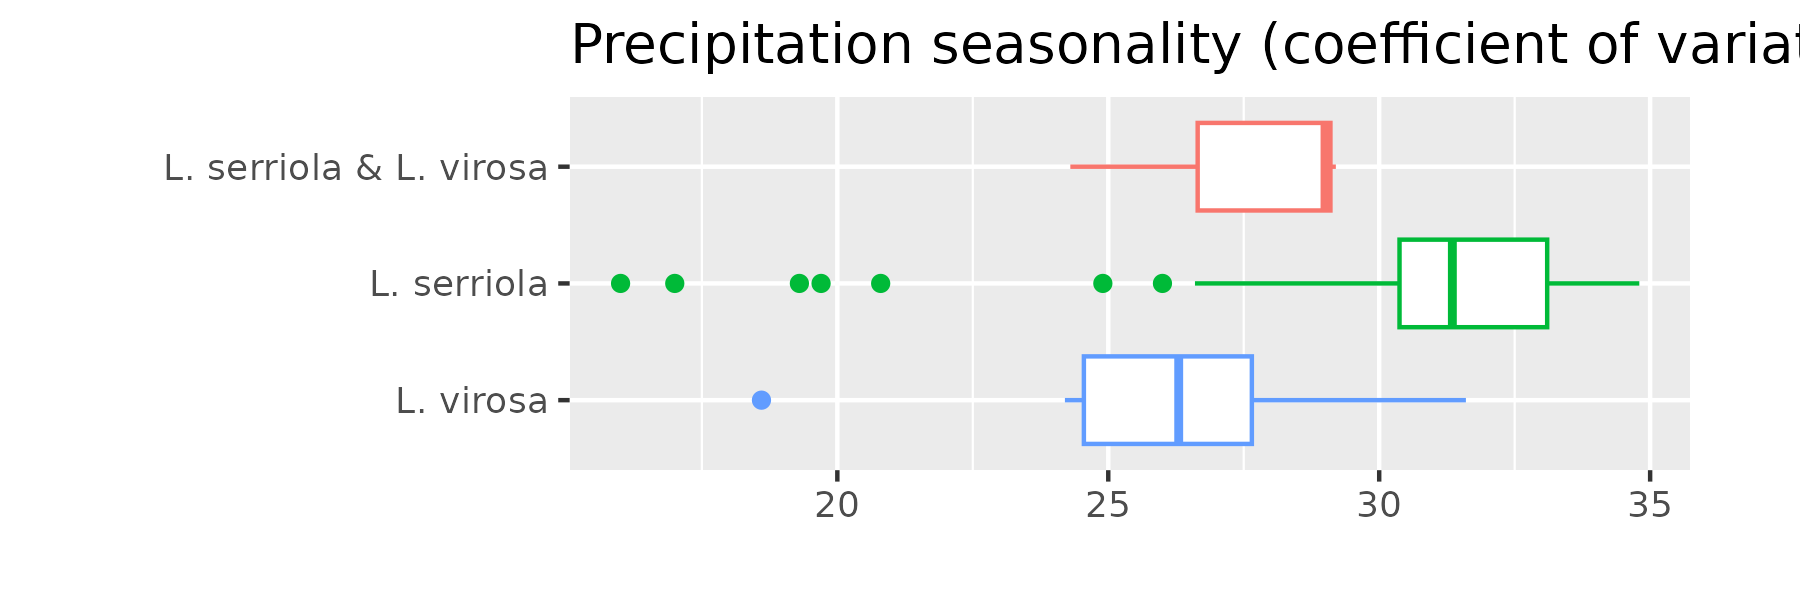 Precipitation seasonality (coefficient of variat
L. serriola & L. virosa
L. serriola
L. virosa
20 25 30 35